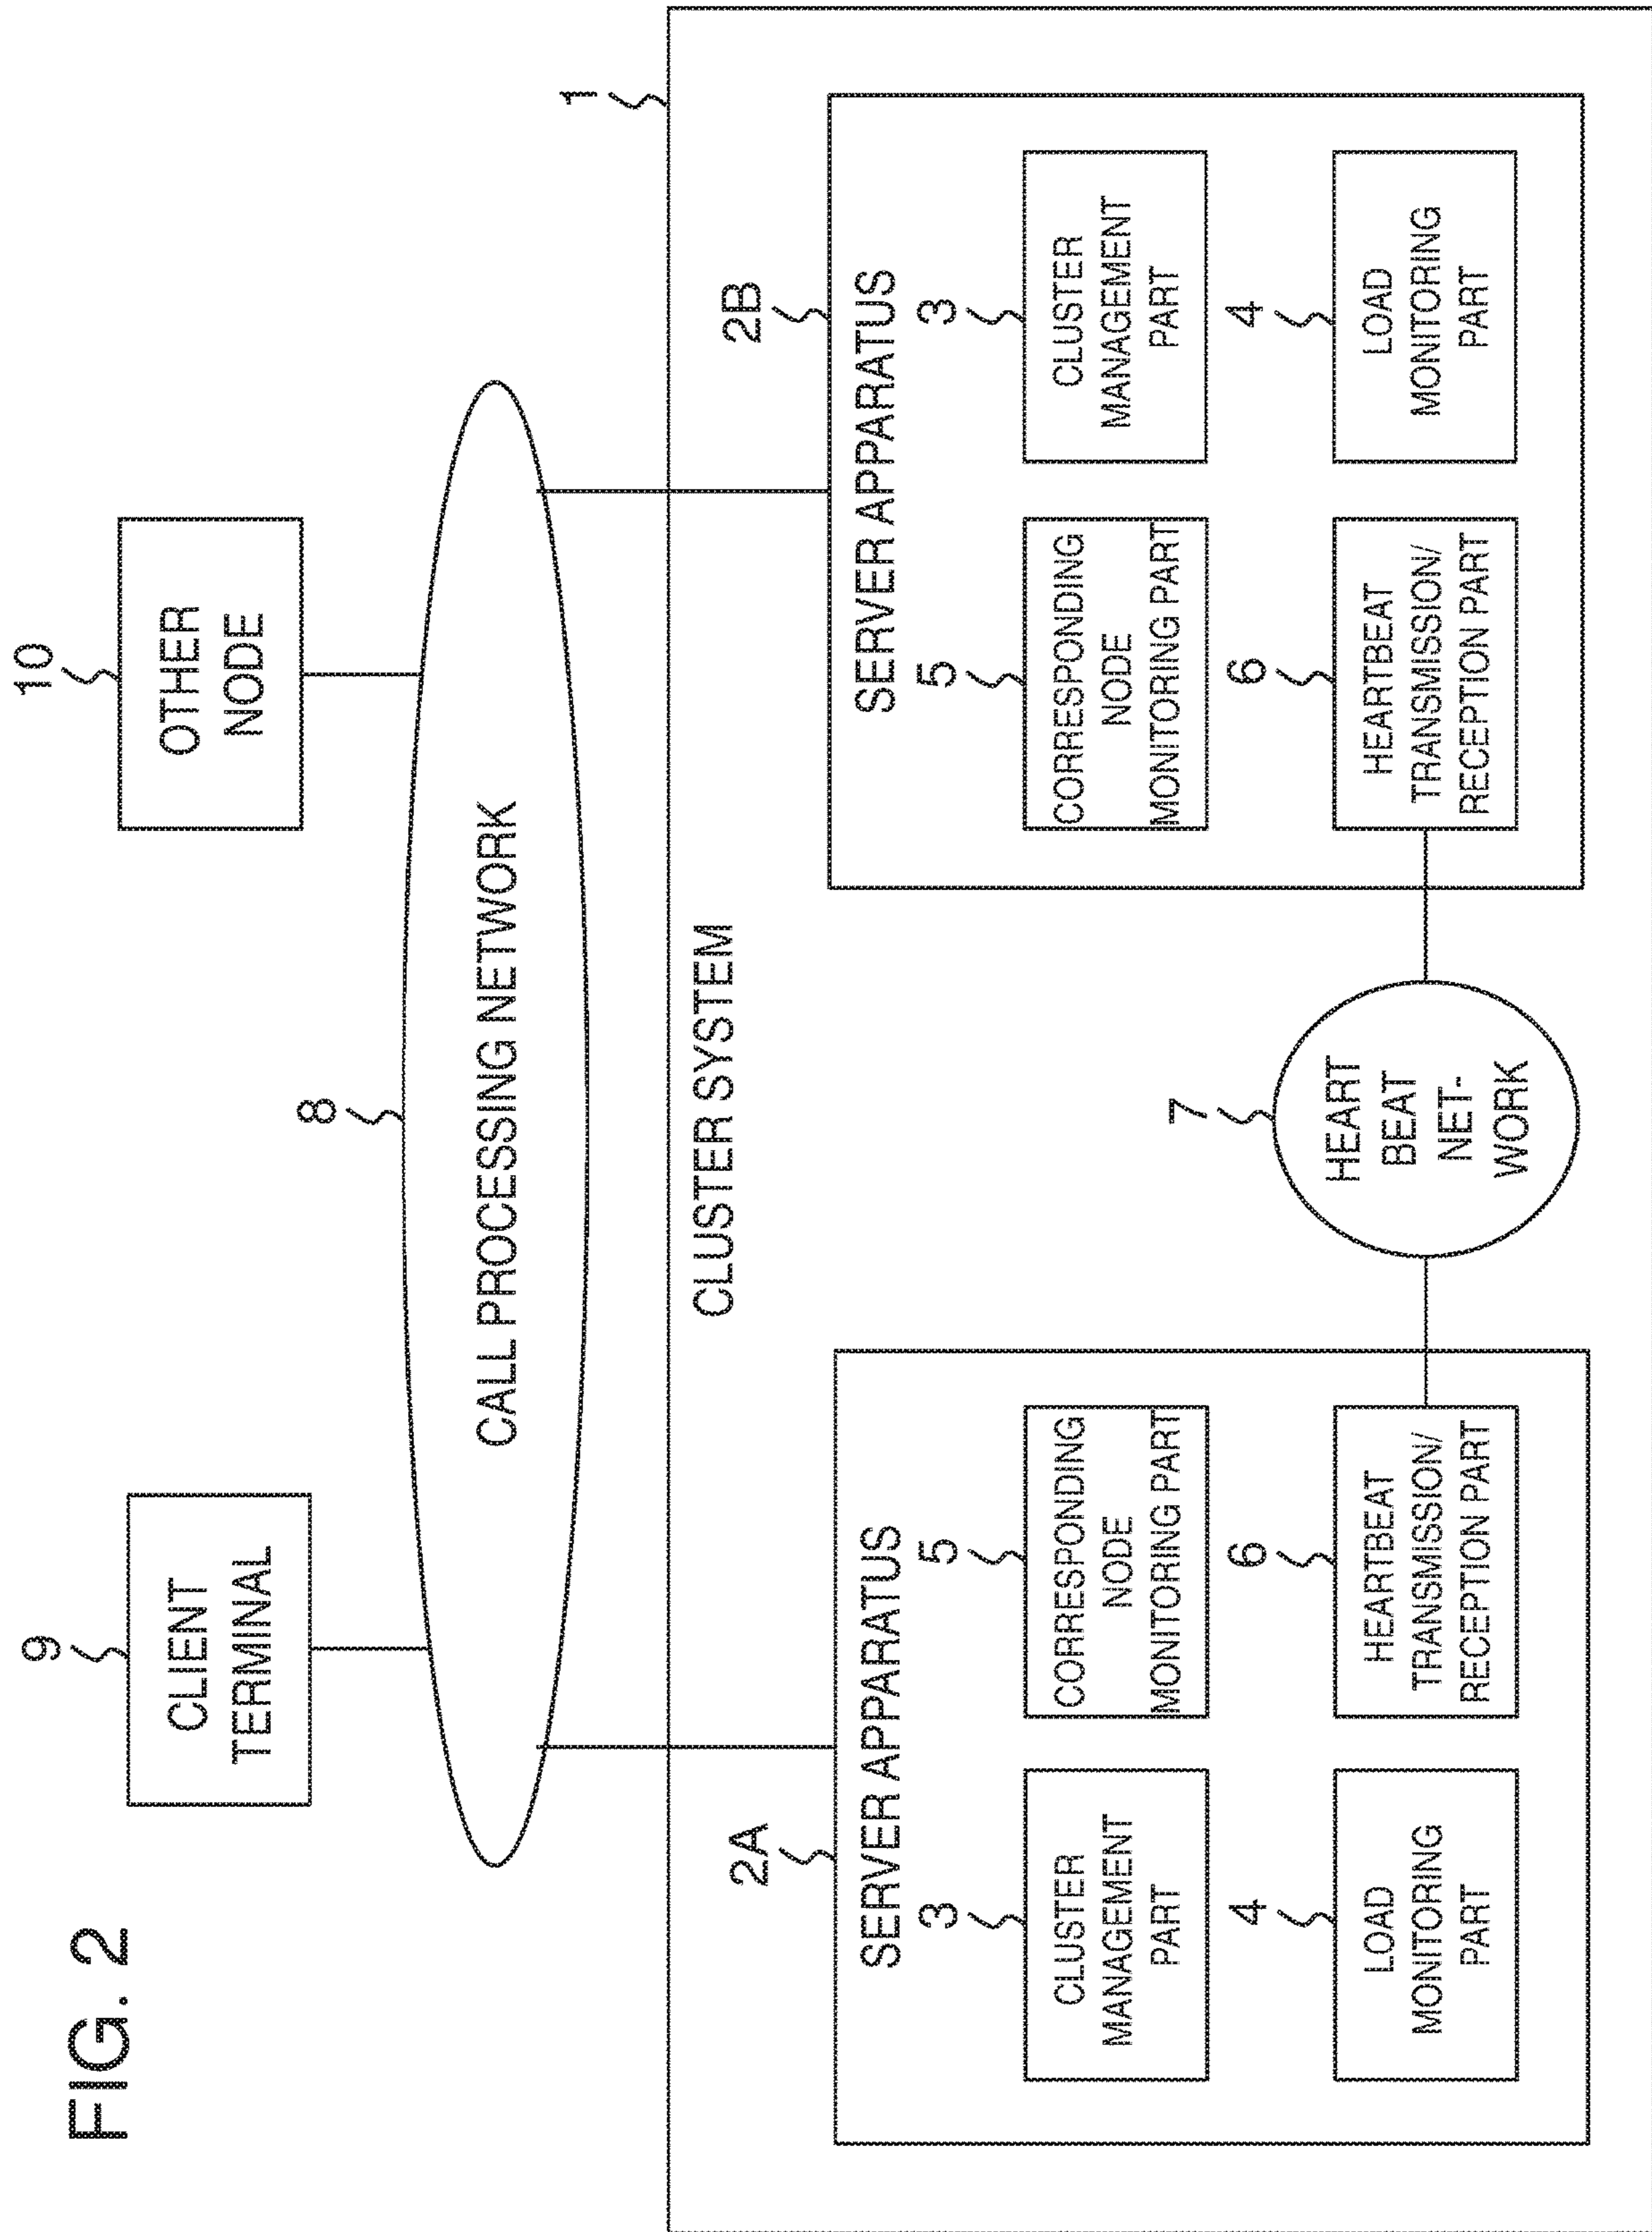 FIG. 2
9
CLIENT
TERMINAL
10
OTHER
NODE
8
CALL PROCESSING NETWORK
1
CLUSTER SYSTEM
2A
SERVER APPARATUS
3
CLUSTER
MANAGEMENT
PART
5
CORRESPONDING
NODE
MONITORING PART
4
LOAD
MONITORING
PART
6
HEARTBEAT
TRANSMISSION/
RECEPTION PART
7
HEART
BEAT
NET-
WORK
2B
SERVER APPARATUS
5
CORRESPONDING
NODE
MONITORING PART
3
CLUSTER
MANAGEMENT
PART
6
HEARTBEAT
TRANSMISSION/
RECEPTION PART
4
LOAD
MONITORING
PART